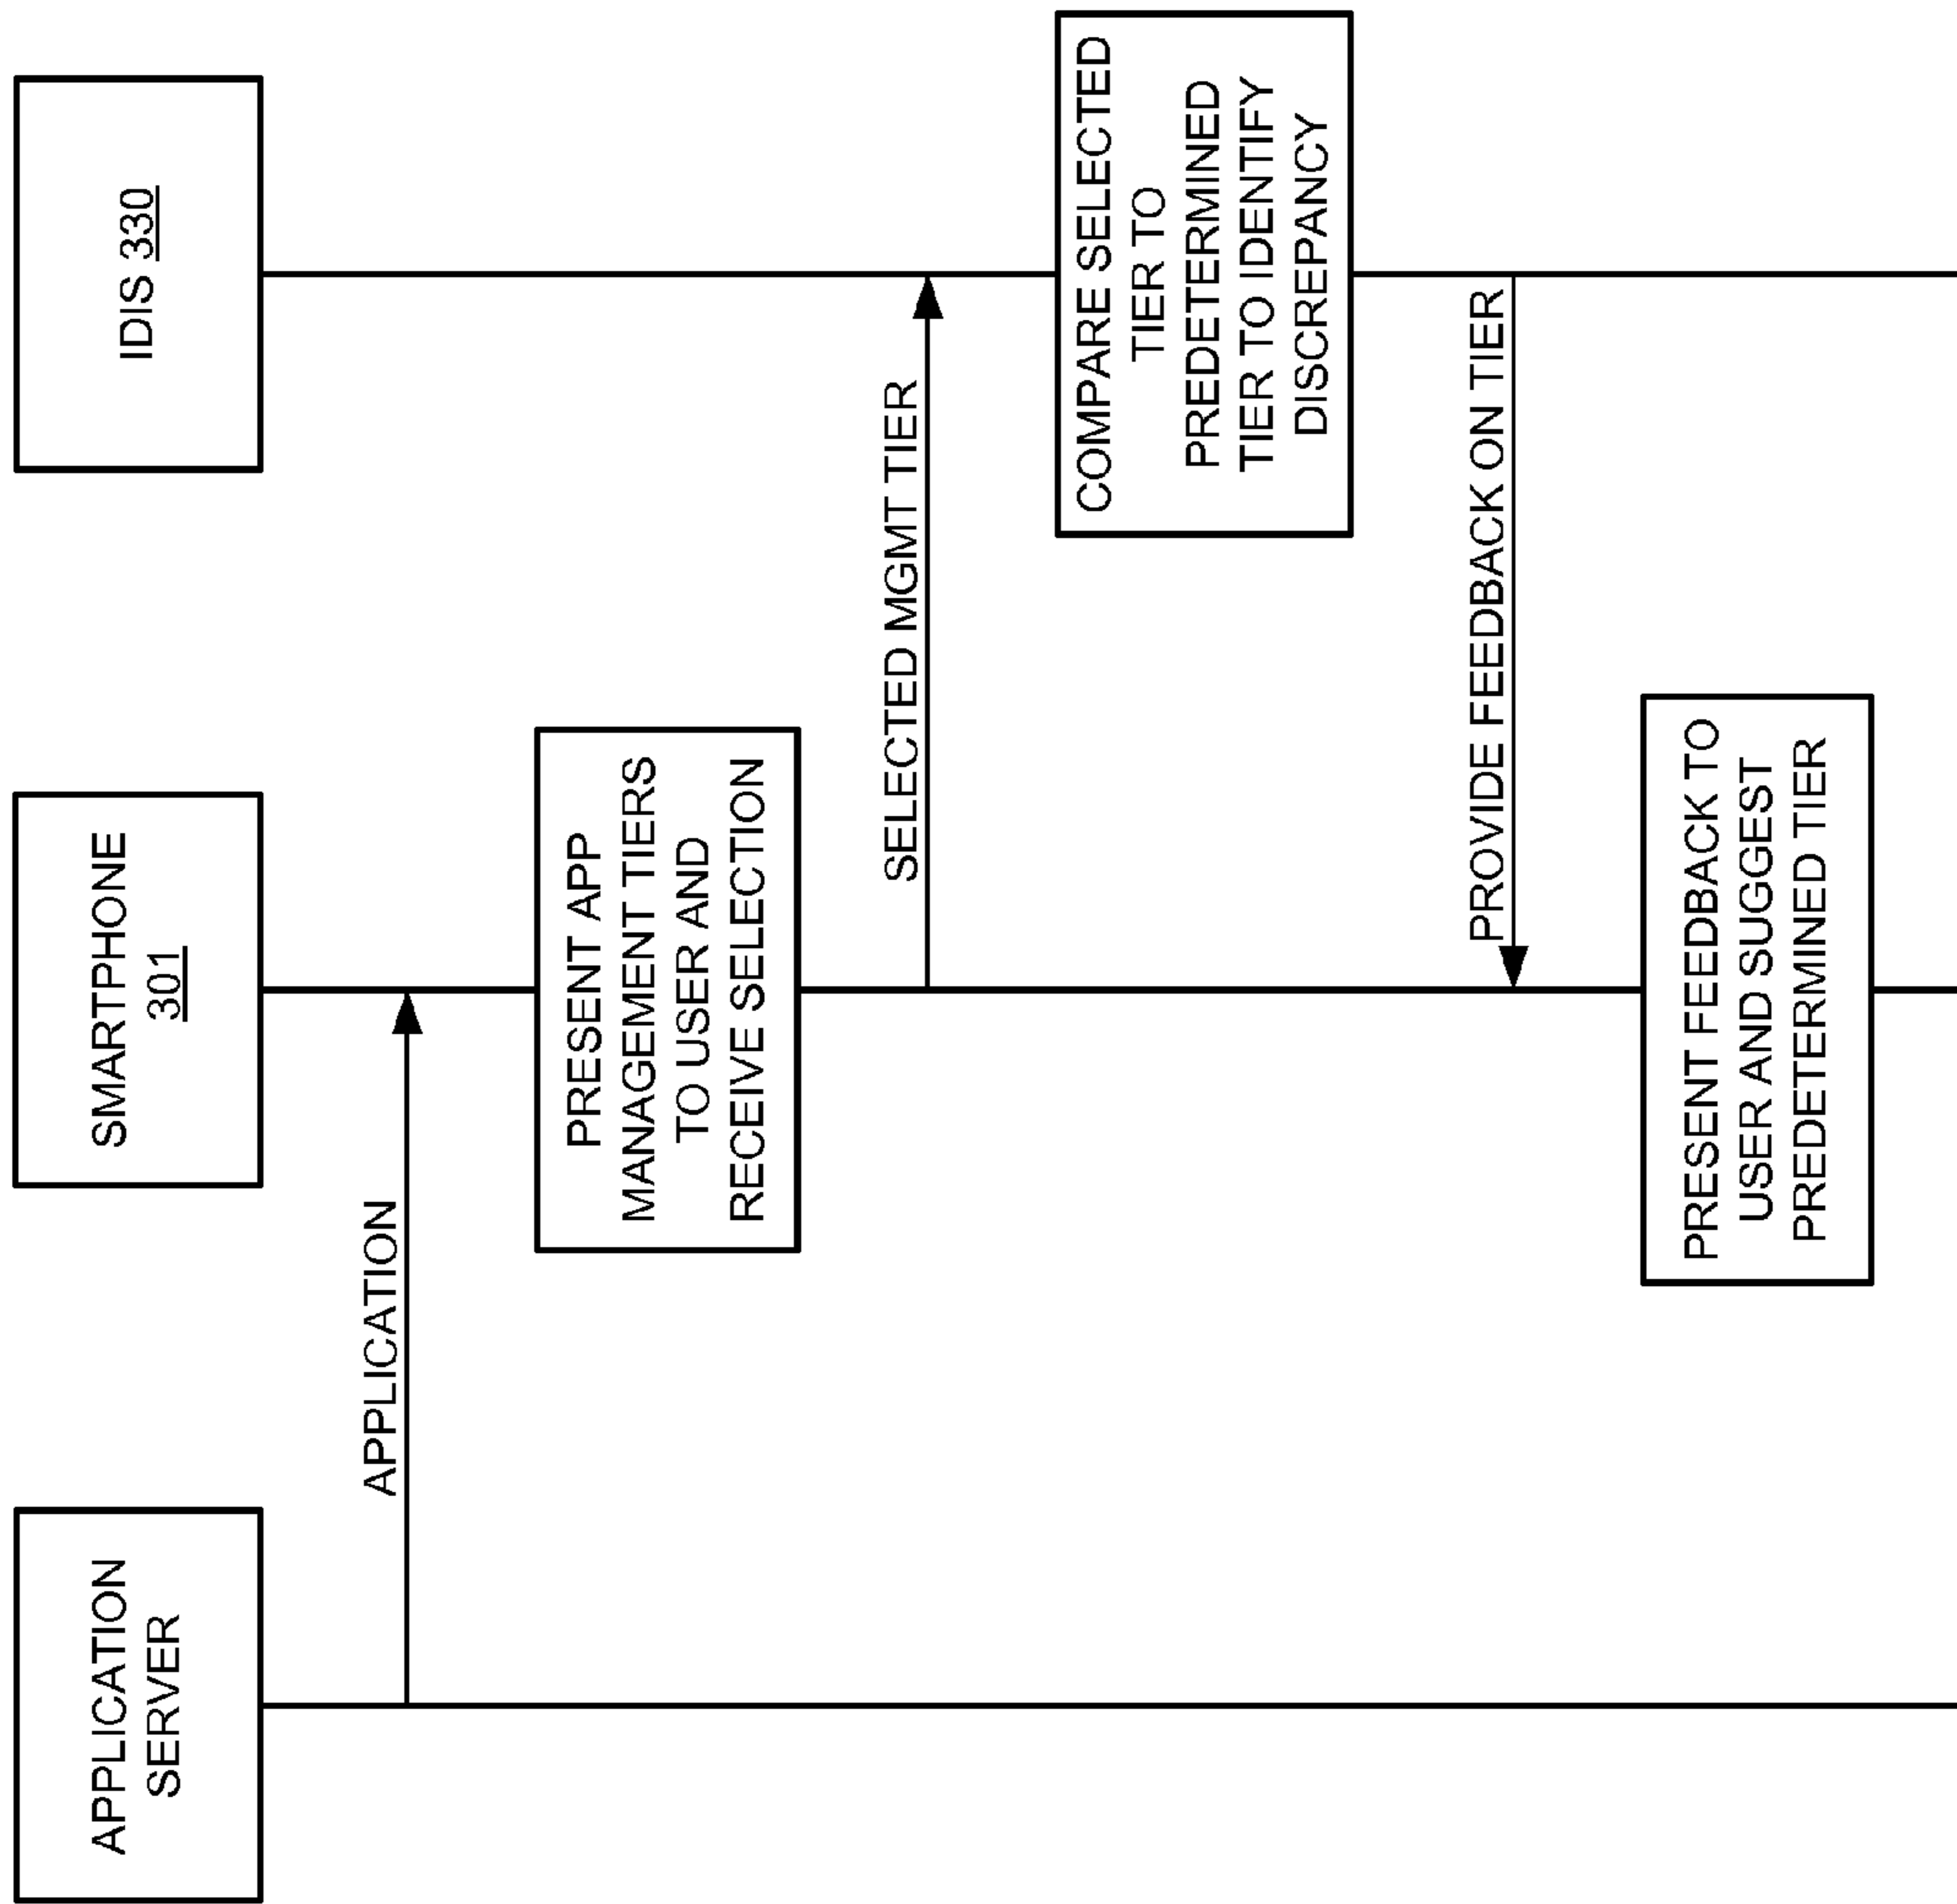 APPLICATION
SERVER
SMARTPHONE
301
IDIS 330
APPLICATION
PRESENT APP
MANAGEMENT TIERS
TO USER AND
RECEIVE SELECTION
SELECTED MGMT TIER
COMPARE SELECTED
TIER TO
PREDETERMINED
TIER TO IDENTIFY
DISCREPANCY
PROVIDE FEEDBACK ON TIER
PRESENT FEEDBACK TO
USER AND SUGGEST
PREDETERMINED TIER